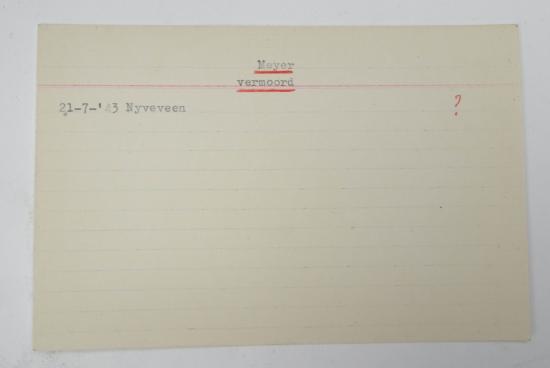 Meyer
vermoord
21-7-'43 Nyveveen ?